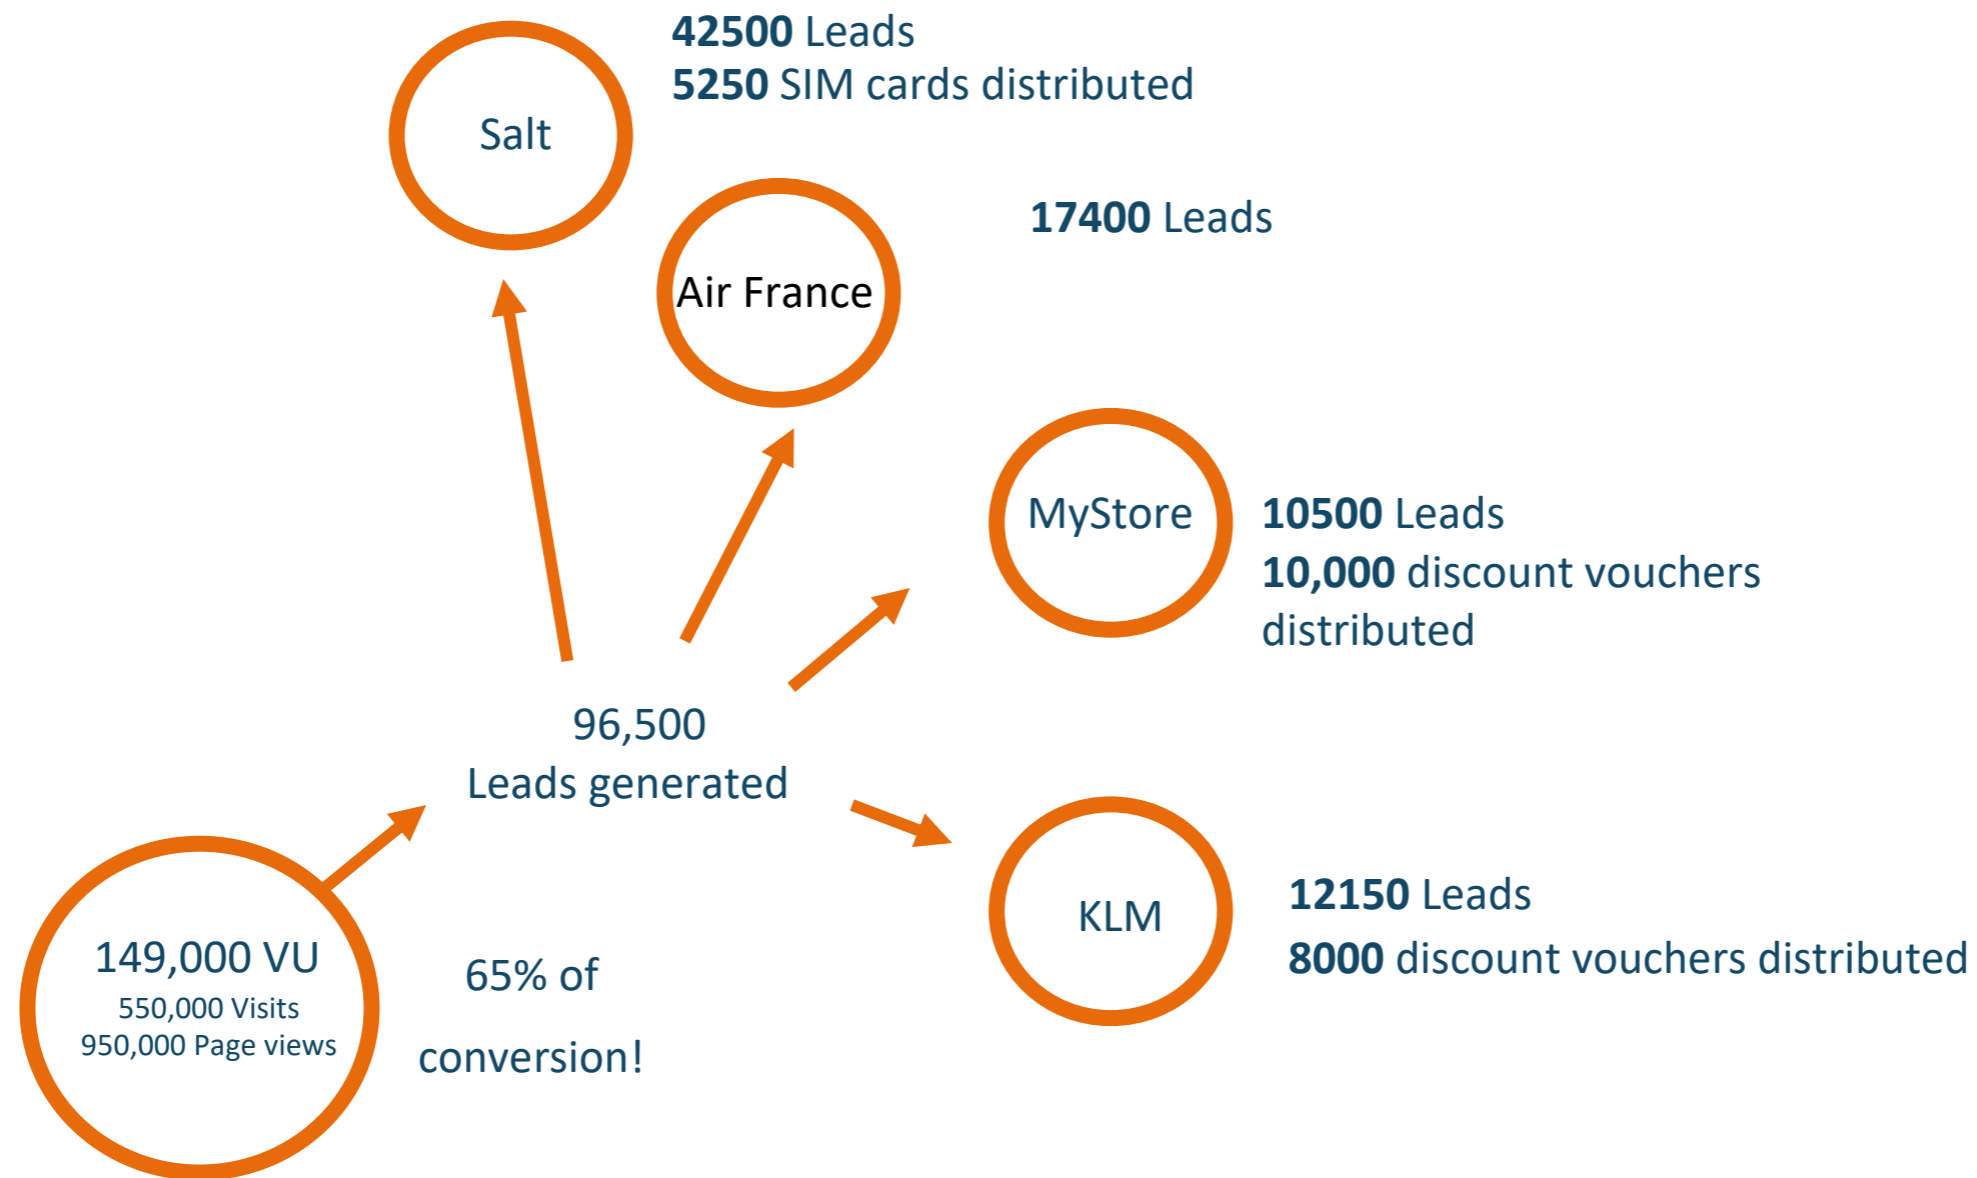 42500 Leads
5250 SIM cards distributed
Salt
17400 Leads
Air France
MyStore
10500 Leads
10,000 discount vouchers
distributed
96,500
Leads generated
KLM
12150 Leads
8000 discount vouchers distributed
149,000 VU
550,000 Visits
950,000 Page views
65% of
conversion!